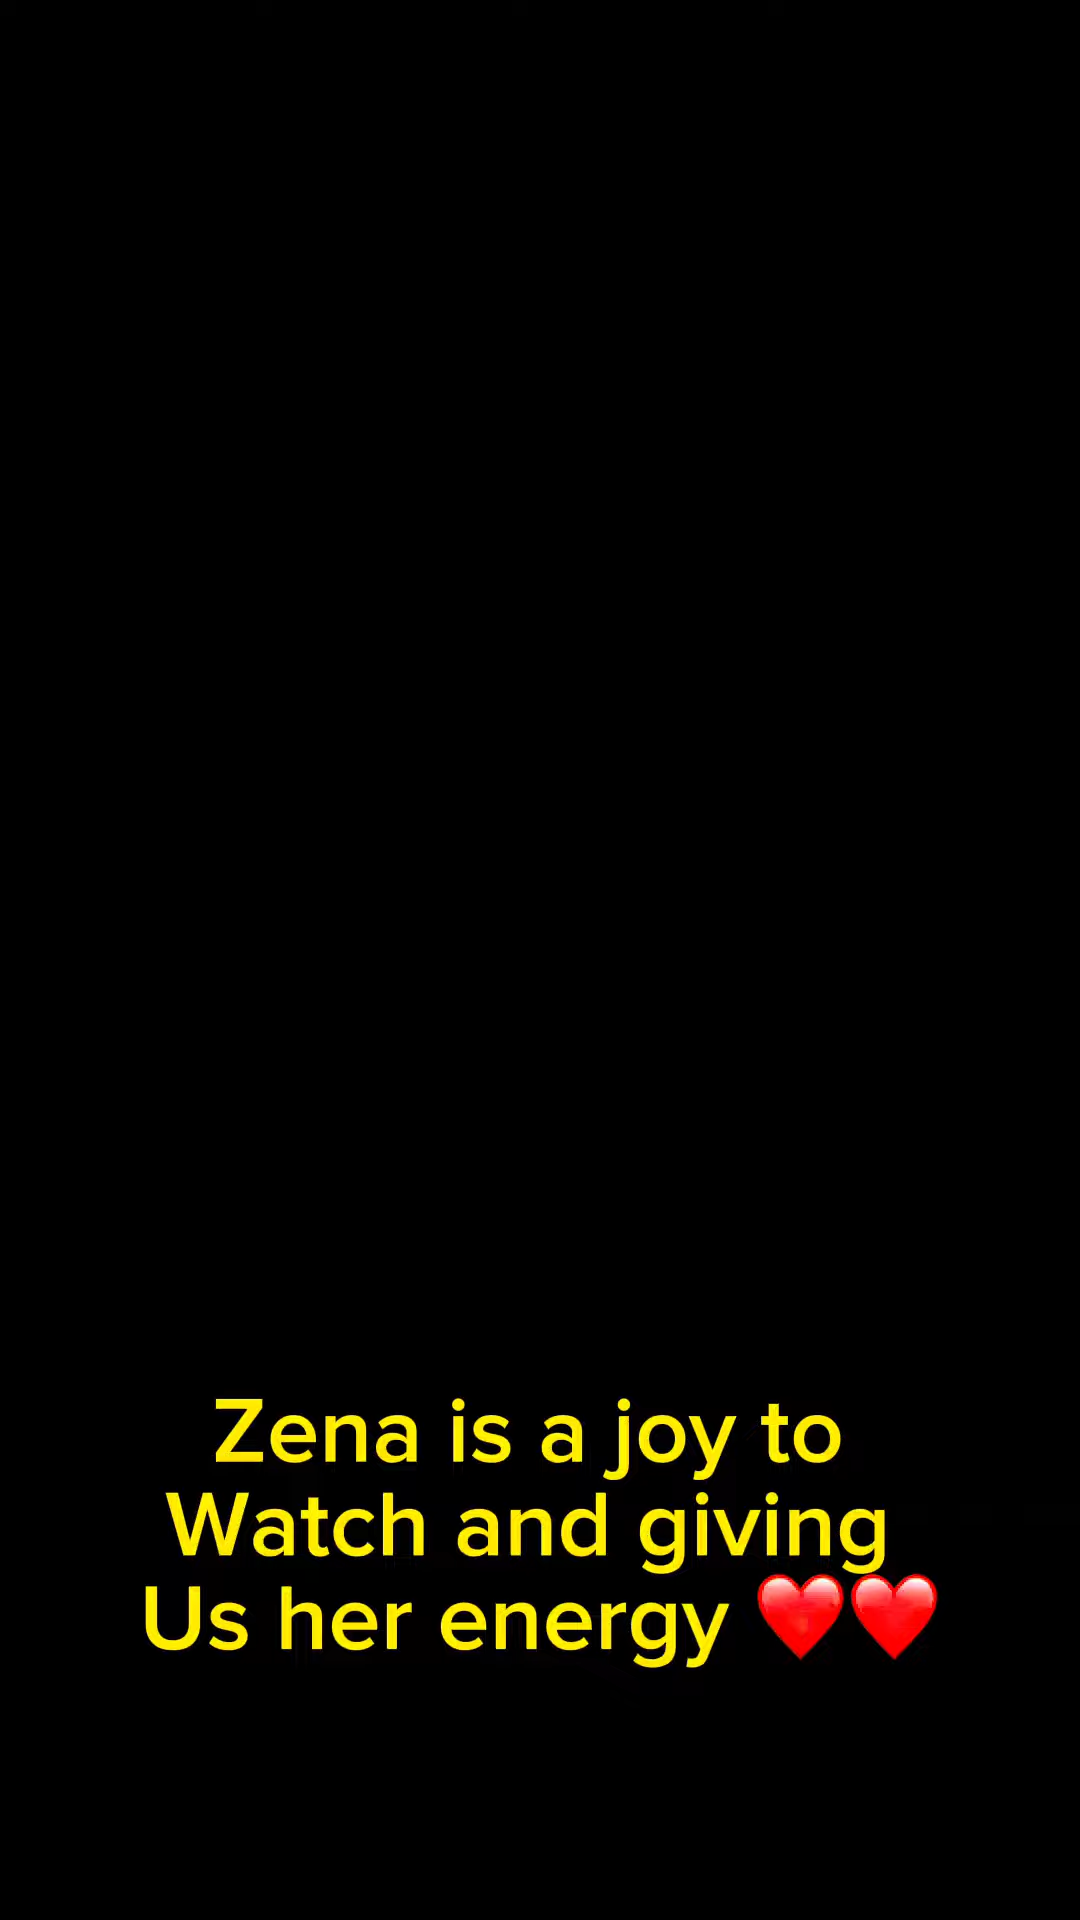 Zena is a joy to
Watch and giving
Us her energy ❤️❤️